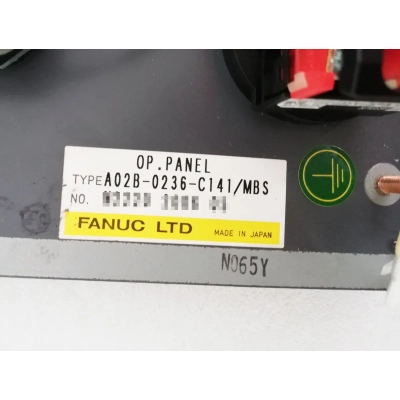 OP.PANEL
TYPE A02B-0236-C141/MBS
NO.
FANUC LTD MADE IN JAPAN
N065Y